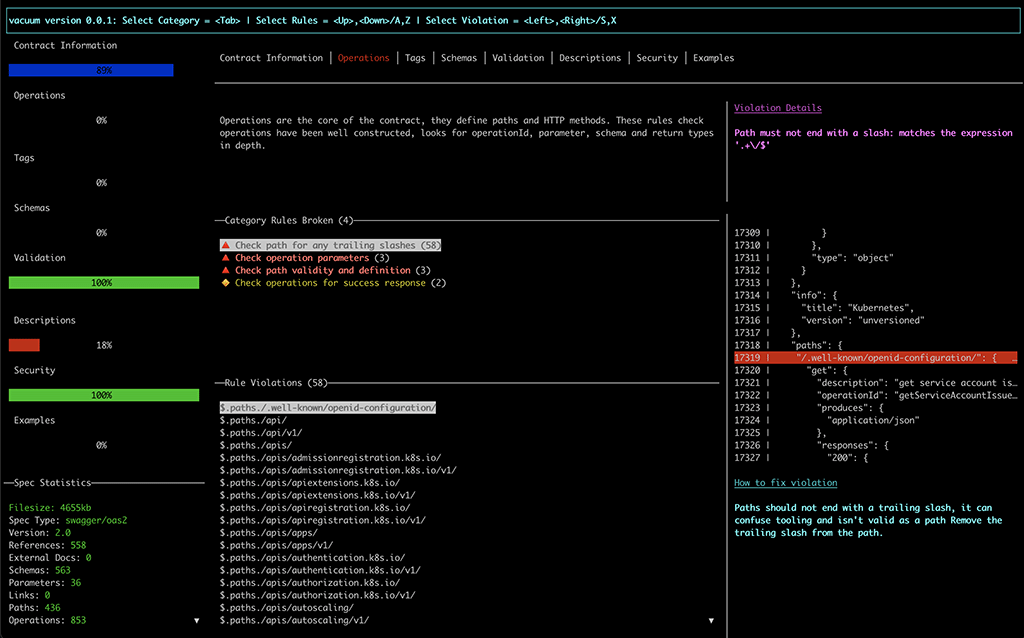 vacuum version 0.0.1: Select Category = <Tab> | Select Rules = <Up>,<Down>/A,Z | Select Violation = <Left>,<Right>/S,X
Contract Information
89%
Operations
0%
Tags
0%
Schemas
0%
Validation
100%
Descriptions
18%
Security
100%
Examples
0%
Spec Statistics
Filesize: 4655kb
Spec Type: swagger/oas2
Version: 2.0
References: 558
External Docs: 0
Schemas: 563
Parameters: 36
Links: 0
Paths: 436
Operations: 853 ▼
Contract Information │ Operations │ Tags │ Schemas │ Validation │ Descriptions │ Security │ Examples
Operations are the core of the contract, they define paths and HTTP methods. These rules check
operations have been well constructed, looks for operationId, parameter, schema and return types
in depth.
Category Rules Broken (4)
Check path for any trailing slashes (58)
Check operation parameters (3)
Check path validity and definition (3)
Check operations for success response (2)
Rule Violations (58)
$.paths./.well-known/openid-configuration/
$.paths./api/
$.paths./api/v1/
$.paths./apis/
$.paths./apis/admissionregistration.k8s.io/
$.paths./apis/admissionregistration.k8s.io/v1/
$.paths./apis/apiextensions.k8s.io/
$.paths./apis/apiextensions.k8s.io/v1/
$.paths./apis/apiregistration.k8s.io/
$.paths./apis/apiregistration.k8s.io/v1/
$.paths./apis/apps/
$.paths./apis/apps/v1/
$.paths./apis/authentication.k8s.io/
$.paths./apis/authentication.k8s.io/v1/
$.paths./apis/authorization.k8s.io/
$.paths./apis/authorization.k8s.io/v1/
$.paths./apis/autoscaling/
$.paths./apis/autoscaling/v1/ ▼
Violation Details
Path must not end with a slash: matches the expression
'.+\/$'
17309 | }
17310 | },
17311 | "type": "object"
17312 | }
17313 | },
17314 | "info": {
17315 | "title": "Kubernetes",
17316 | "version": "unversioned"
17317 | },
17318 | "paths": {
17319 | "/.well-known/openid-configuration/": { …
17320 | "get": {
17321 | "description": "get service account is…
17322 | "operationId": "getServiceAccountIssue…
17323 | "produces": {
17324 | "application/json"
17325 | },
17326 | "responses": {
17327 | "200": {
How to fix violation
Paths should not end with a trailing slash, it can
confuse tooling and isn't valid as a path Remove the
trailing slash from the path.